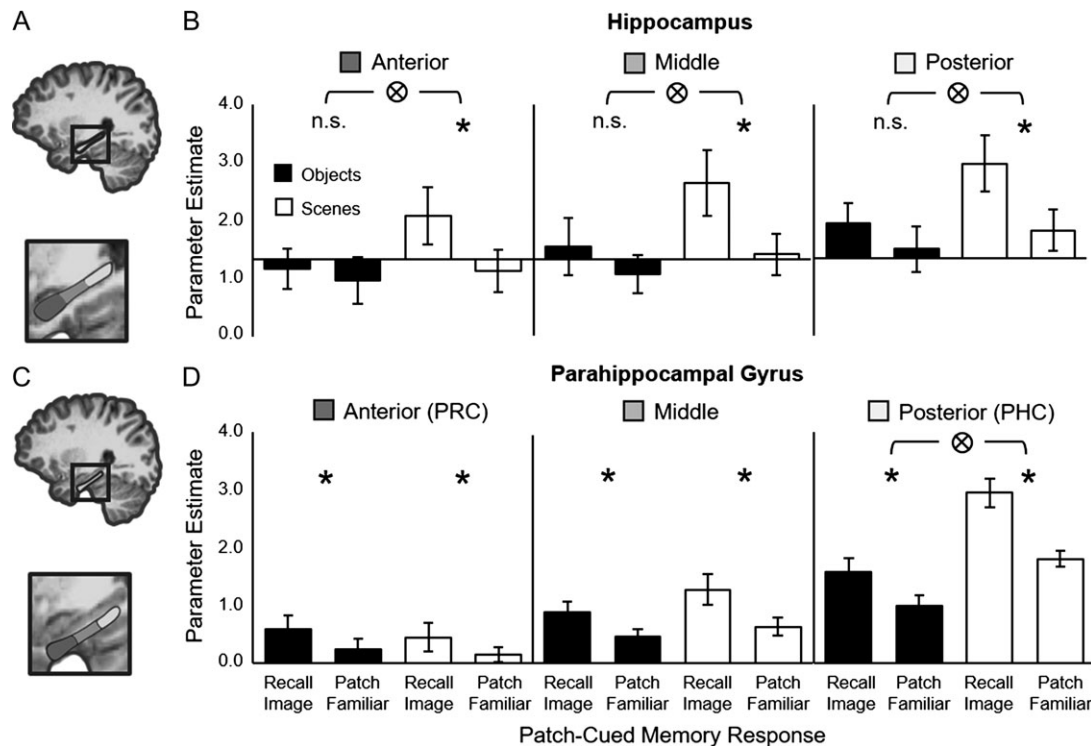 A
B
Hippocampus
Anterior
Middle
Posterior
n.s.
*
n.s.
*
n.s.
*
Parameter Estimate
4.0
3.0
2.0
1.0
0.0
Objects
Scenes
C
D
Parahippocampal Gyrus
Anterior (PRC)
Middle
Posterior (PHC)
*
*
*
*
*
*
Parameter Estimate
4.0
3.0
2.0
1.0
0.0
Recall Image
Patch Familiar
Recall Image
Patch Familiar
Recall Image
Patch Familiar
Recall Image
Patch Familiar
Recall Image
Patch Familiar
Recall Image
Patch Familiar
Patch-Cued Memory Response